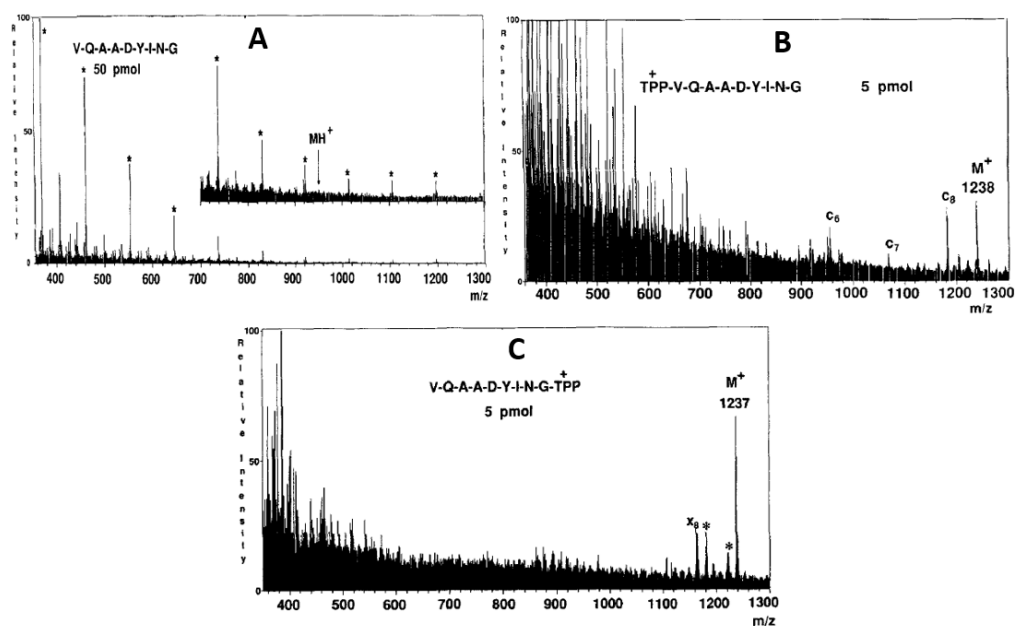 A
V-Q-A-A-D-Y-I-N-G
* 50 pmol
MH+
Relative Intensity
100
50
0
400 500 600 700 800 900 1000 1100 1200 1300
m/z
B
+
TPP-V-Q-A-A-D-Y-I-N-G 5 pmol
M+
1238
c8
c6
c7
Relative Intensity
100
50
0
400 500 600 700 800 900 1000 1100 1200 1300
m/z
C
+
V-Q-A-A-D-Y-I-N-G-TPP
5 pmol
M+
1237
x8 *
*
Relative Intensity
100
50
0
400 500 600 700 800 900 1000 1100 1200 1300
m/z